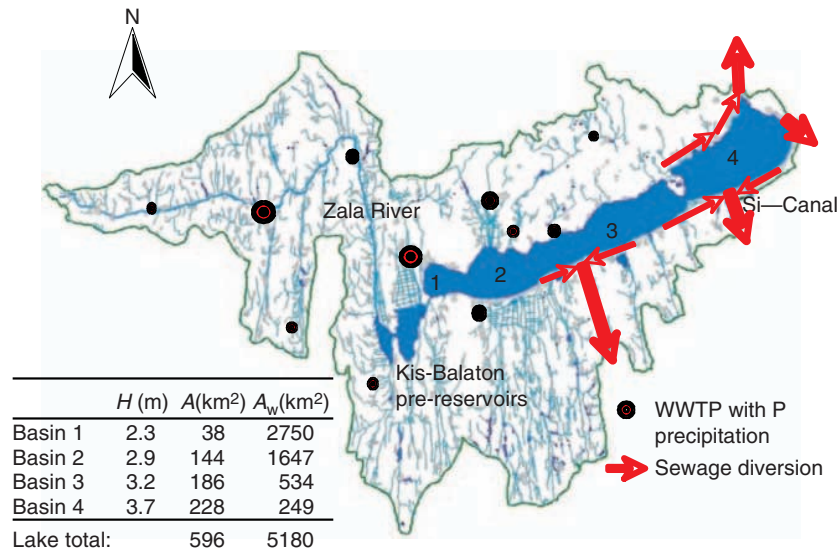 N
4
Si—Canal
Zala River
3
2
1
Kis-Balaton
pre-reservoirs
H (m) A(km²) A_w(km²)
Basin 1 2.3 38 2750
Basin 2 2.9 144 1647
Basin 3 3.2 186 534
Basin 4 3.7 228 249
Lake total: 596 5180
WWTP with P
precipitation
Sewage diversion